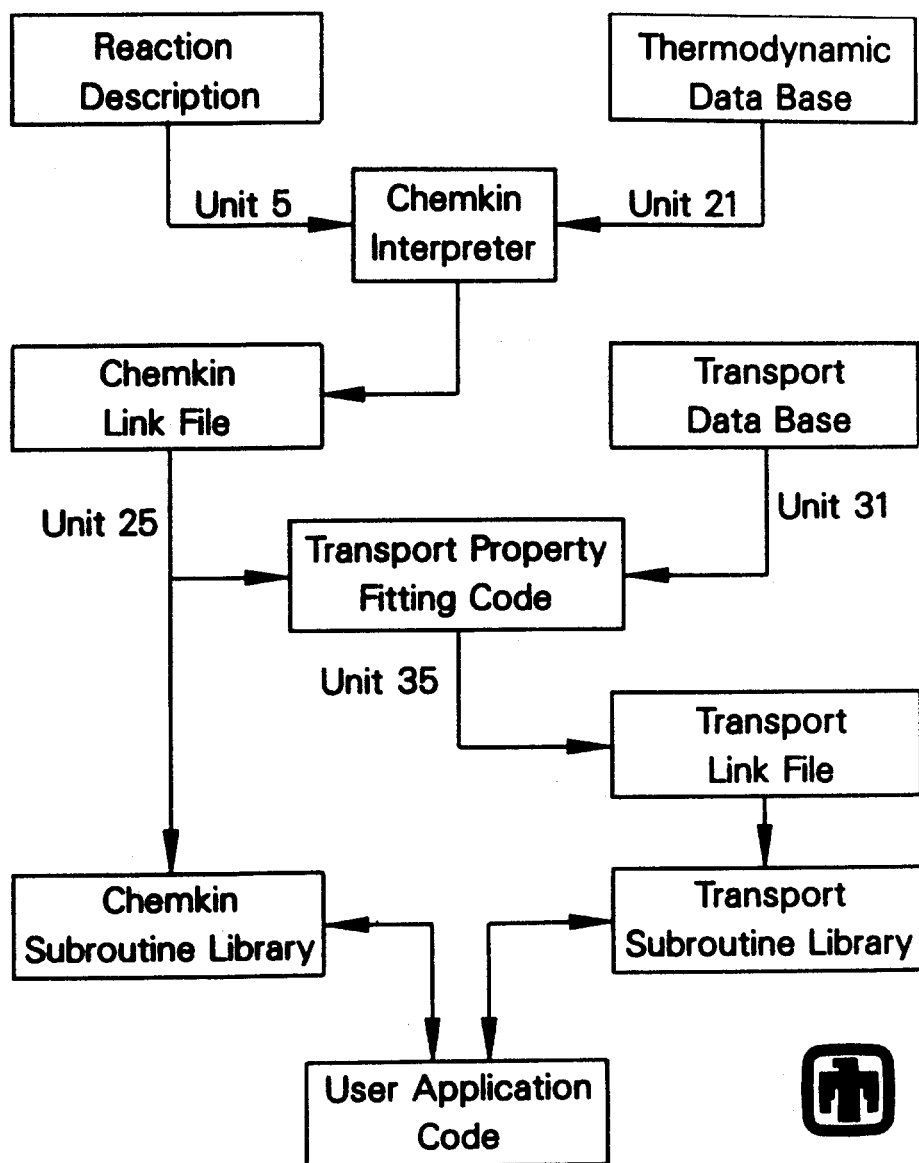 Reaction
Description
Thermodynamic
Data Base
Unit 5
Chemkin
Interpreter
Unit 21
Chemkin
Link File
Transport
Data Base
Unit 25
Unit 31
Transport Property
Fitting Code
Unit 35
Transport
Link File
Chemkin
Subroutine Library
Transport
Subroutine Library
User Application
Code